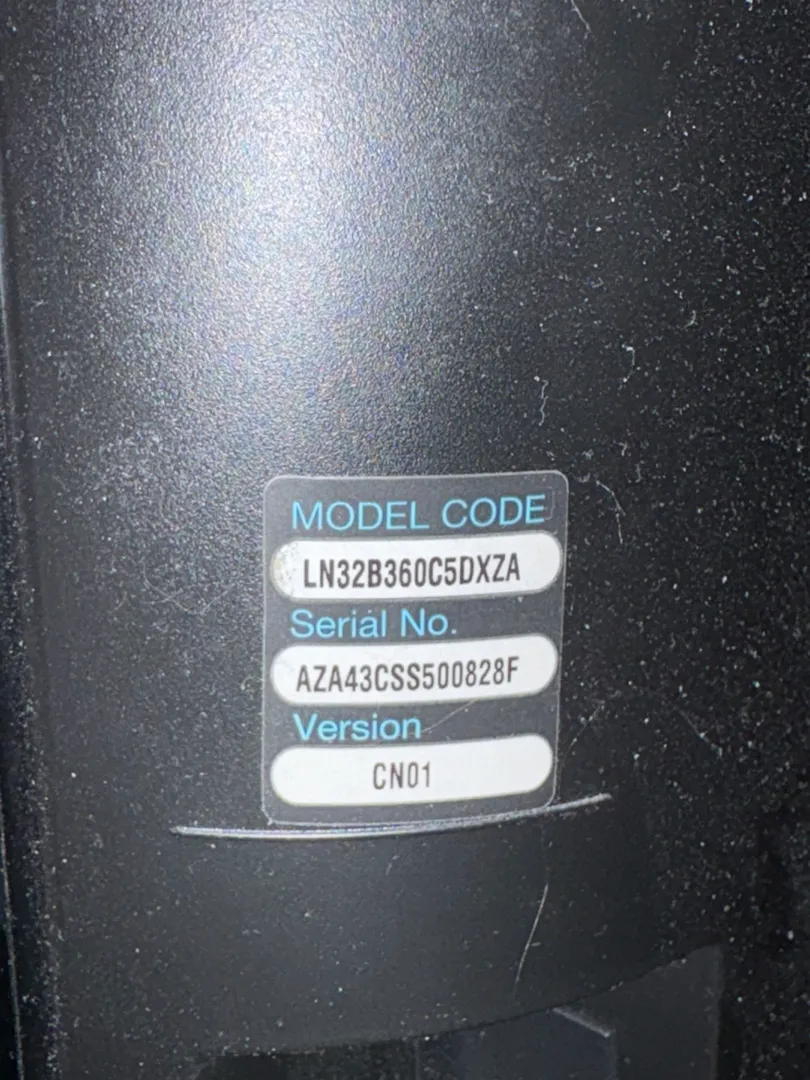 MODEL CODE
LN32B360C5DXZA
Serial No.
AZA43CSS500828F
Version
CN01